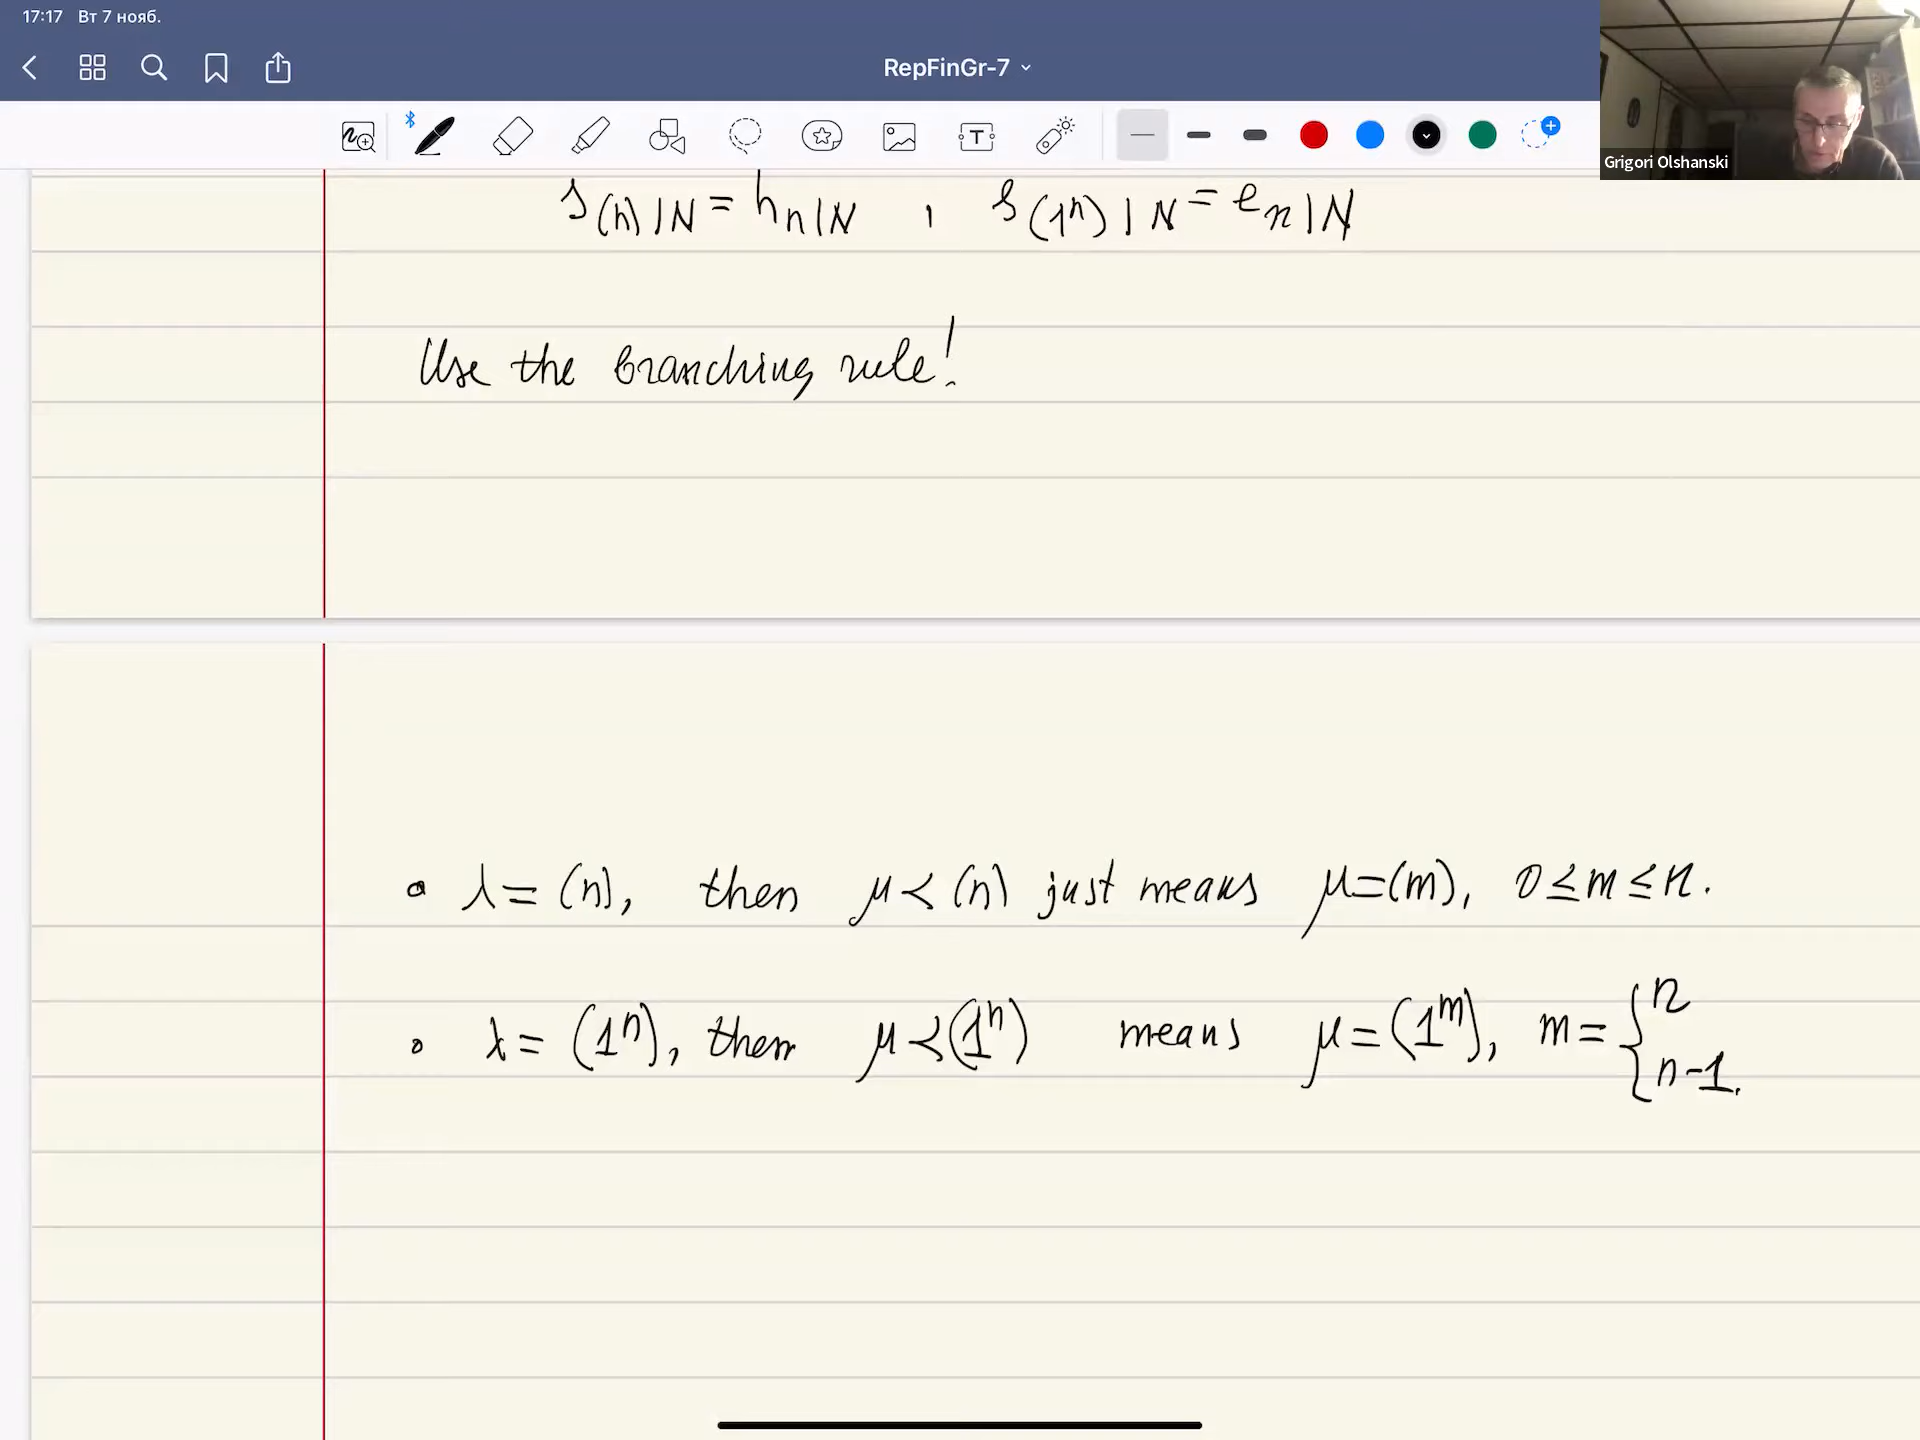 17:17 Вт 7 нояб.
RepFinGr-7
T
Grigori Olshanski
s(n)|N = hn|N , s(1ⁿ)|N = en|N
Use the branching rule!
• λ = (n), then μ ≺ (n) just means μ = (m), 0 ≤ m ≤ n.
• λ = (1ⁿ), then μ ≺ (1ⁿ) means μ = (1ᵐ), m = { n
n-1.